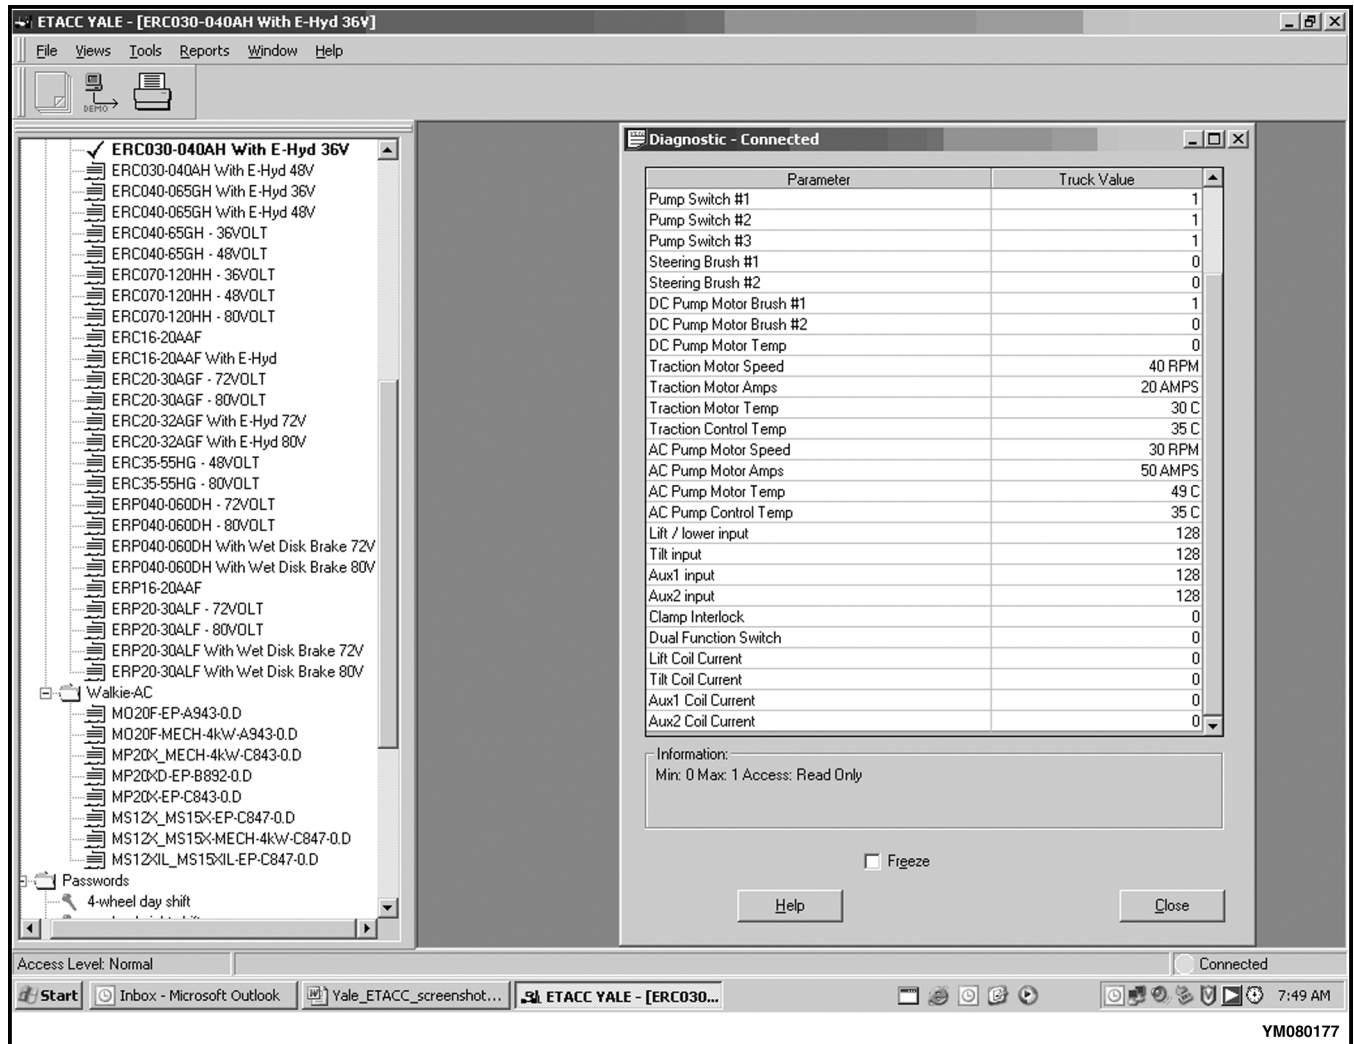 ETACC YALE - [ERC030-040AH With E-Hyd 36V]
File Views Tools Reports Window Help
DEMO
ERC030-040AH With E-Hyd 36V
ERC030-040AH With E-Hyd 48V
ERC040-065GH With E-Hyd 36V
ERC040-065GH With E-Hyd 48V
ERC040-65GH - 36VOLT
ERC040-65GH - 48VOLT
ERC070-120HH - 36VOLT
ERC070-120HH - 48VOLT
ERC070-120HH - 80VOLT
ERC16-20AAF
ERC16-20AAF With E-Hyd
ERC20-30AGF - 72VOLT
ERC20-30AGF - 80VOLT
ERC20-32AGF With E-Hyd 72V
ERC20-32AGF With E-Hyd 80V
ERC35-55HG - 48VOLT
ERC35-55HG - 80VOLT
ERP040-060DH - 72VOLT
ERP040-060DH - 80VOLT
ERP040-060DH With Wet Disk Brake 72V
ERP040-060DH With Wet Disk Brake 80V
ERP16-20AAF
ERP20-30ALF - 72VOLT
ERP20-30ALF - 80VOLT
ERP20-30ALF With Wet Disk Brake 72V
ERP20-30ALF With Wet Disk Brake 80V
Walkie-AC
MO20F-EP-A943-0.D
MO20F-MECH-4kW-A943-0.D
MP20X_MECH-4kW-C843-0.D
MP20XD-EP-B892-0.D
MP20X-EP-C843-0.D
MS12X_MS15X-EP-C847-0.D
MS12X_MS15X-MECH-4kW-C847-0.D
MS12XIL_MS15XIL-EP-C847-0.D
Passwords
4-wheel day shift
Diagnostic - Connected
Parameter Truck Value
Pump Switch #1 1
Pump Switch #2 1
Pump Switch #3 1
Steering Brush #1 0
Steering Brush #2 0
DC Pump Motor Brush #1 1
DC Pump Motor Brush #2 0
DC Pump Motor Temp 0
Traction Motor Speed 40 RPM
Traction Motor Amps 20 AMPS
Traction Motor Temp 30 C
Traction Control Temp 35 C
AC Pump Motor Speed 30 RPM
AC Pump Motor Amps 50 AMPS
AC Pump Motor Temp 49 C
AC Pump Control Temp 35 C
Lift / lower input 128
Tilt input 128
Aux1 input 128
Aux2 input 128
Clamp Interlock 0
Dual Function Switch 0
Lift Coil Current 0
Tilt Coil Current 0
Aux1 Coil Current 0
Aux2 Coil Current 0
Information:
Min: 0 Max: 1 Access: Read Only
Freeze
Help Close
Access Level: Normal Connected
Start Inbox - Microsoft Outlook Yale_ETACC_screenshot... ETACC YALE - [ERC030... 7:49 AM
YM080177